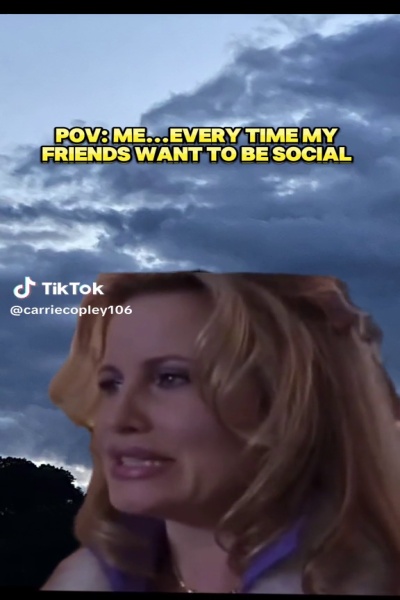 POV: ME...EVERY TIME MY
FRIENDS WANT TO BE SOCIAL
TikTok
@carriecopley106